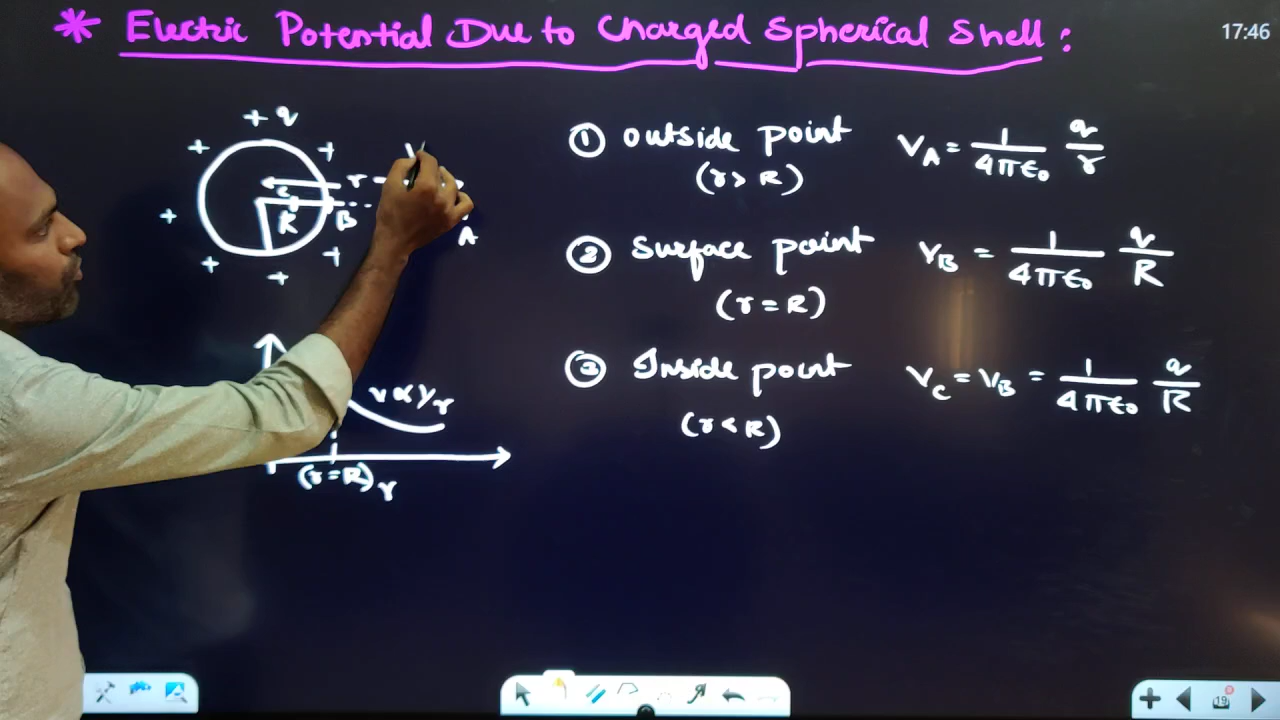 * Electric Potential Due to Charged Spherical Shell :
17:46
+ q
+ + + + + + +
r
c
R
B
A
① outside point V_A = 1/4πε₀ q/r
(r > R)
② Surface point V_B = 1/4πε₀ q/R
(r = R)
③ Inside point V_C = V_B = 1/4πε₀ q/R
(r < R)
V ∝ 1/r
(r = R) r
19